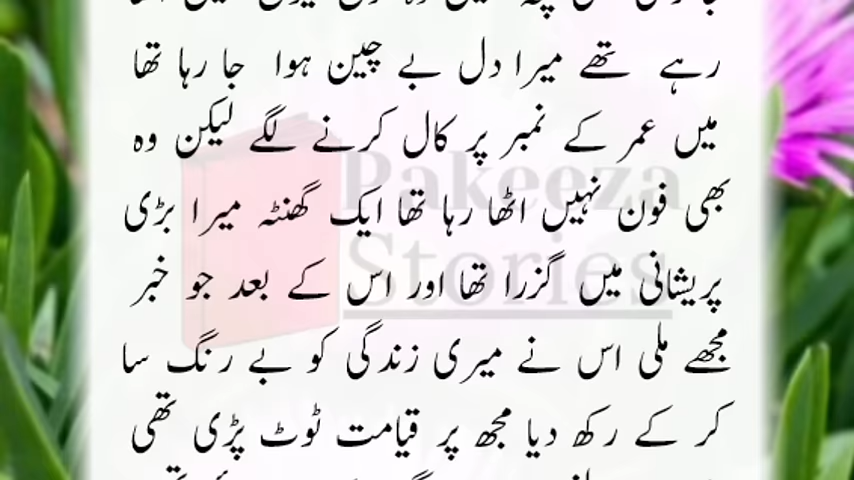 رہے تھے میرا دل بے چین ہوا جا رہا تھا
میں عمر کے نمبر پر کال کرنے لگے لیکن وہ
بھی فون نہیں اٹھا رہا تھا ایک گھنٹہ میرا بڑی
پریشانی میں گزرا تھا اور اس کے بعد جو خبر
مجھے ملی اس نے میری زندگی کو بے رنگ سا
کر کے رکھ دیا مجھ پر قیامت ٹوٹ پڑی تھی
Pakeeza
Stories